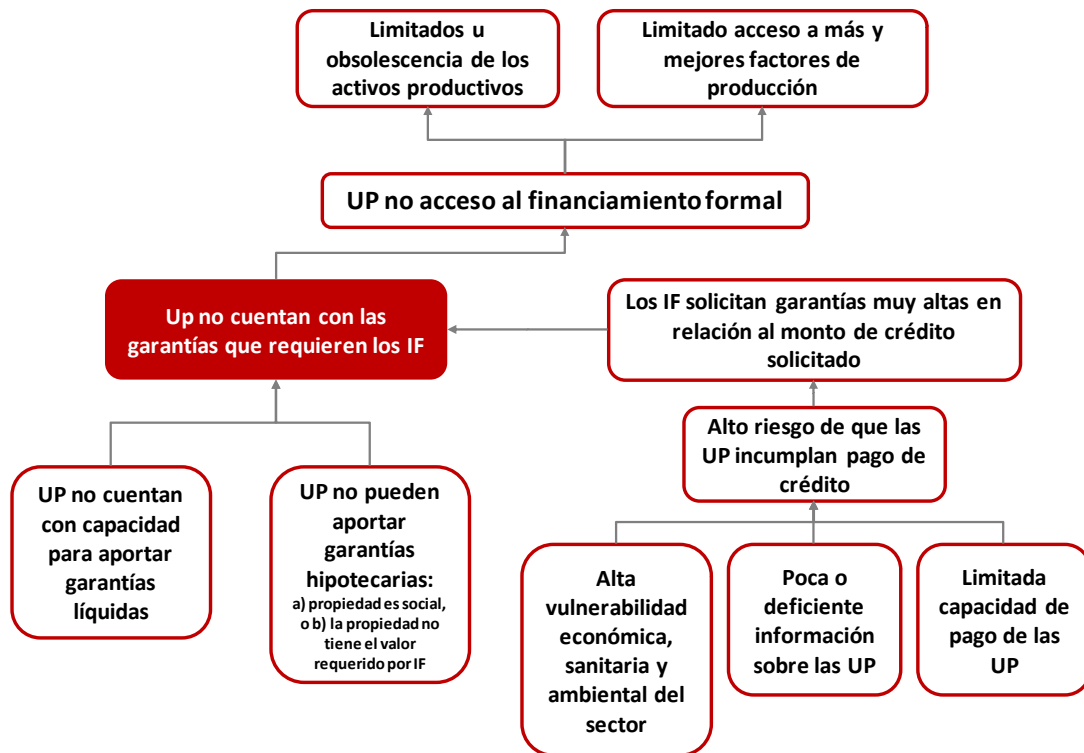 Limitados u
obsolescencia de los
activos productivos
Limitado acceso a más y
mejores factores de
producción
UP no acceso al financiamiento formal
Up no cuentan con las
garantías que requieren los IF
Los IF solicitan garantías muy altas en
relación al monto de crédito
solicitado
Alto riesgo de que las
UP incumplan pago de
crédito
UP no cuentan
con capacidad
para aportar
garantías
líquidas
UP no pueden
aportar
garantías
hipotecarias:
a) propiedad es social,
o b) la propiedad no
tiene el valor
requerido por IF
Alta
vulnerabilidad
económica,
sanitaria y
ambiental del
sector
Poca o
deficiente
información
sobre las UP
Limitada
capacidad de
pago de las
UP